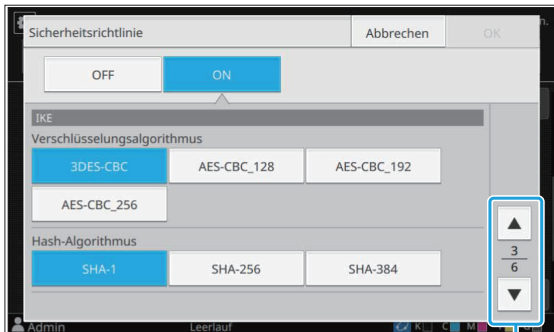 Sicherheitsrichtlinie Abbrechen OK
OFF ON
IKE
Verschlüsselungsalgorithmus
3DES-CBC AES-CBC_128 AES-CBC_192
AES-CBC_256
Hash-Algorithmus
SHA-1 SHA-256 SHA-384
3
6
Admin Leerlauf K C M